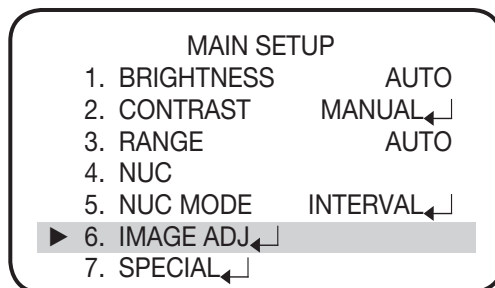 MAIN SETUP
1. BRIGHTNESS AUTO
2. CONTRAST MANUAL↲
3. RANGE AUTO
4. NUC
5. NUC MODE INTERVAL↲
▶ 6. IMAGE ADJ↲
7. SPECIAL↲